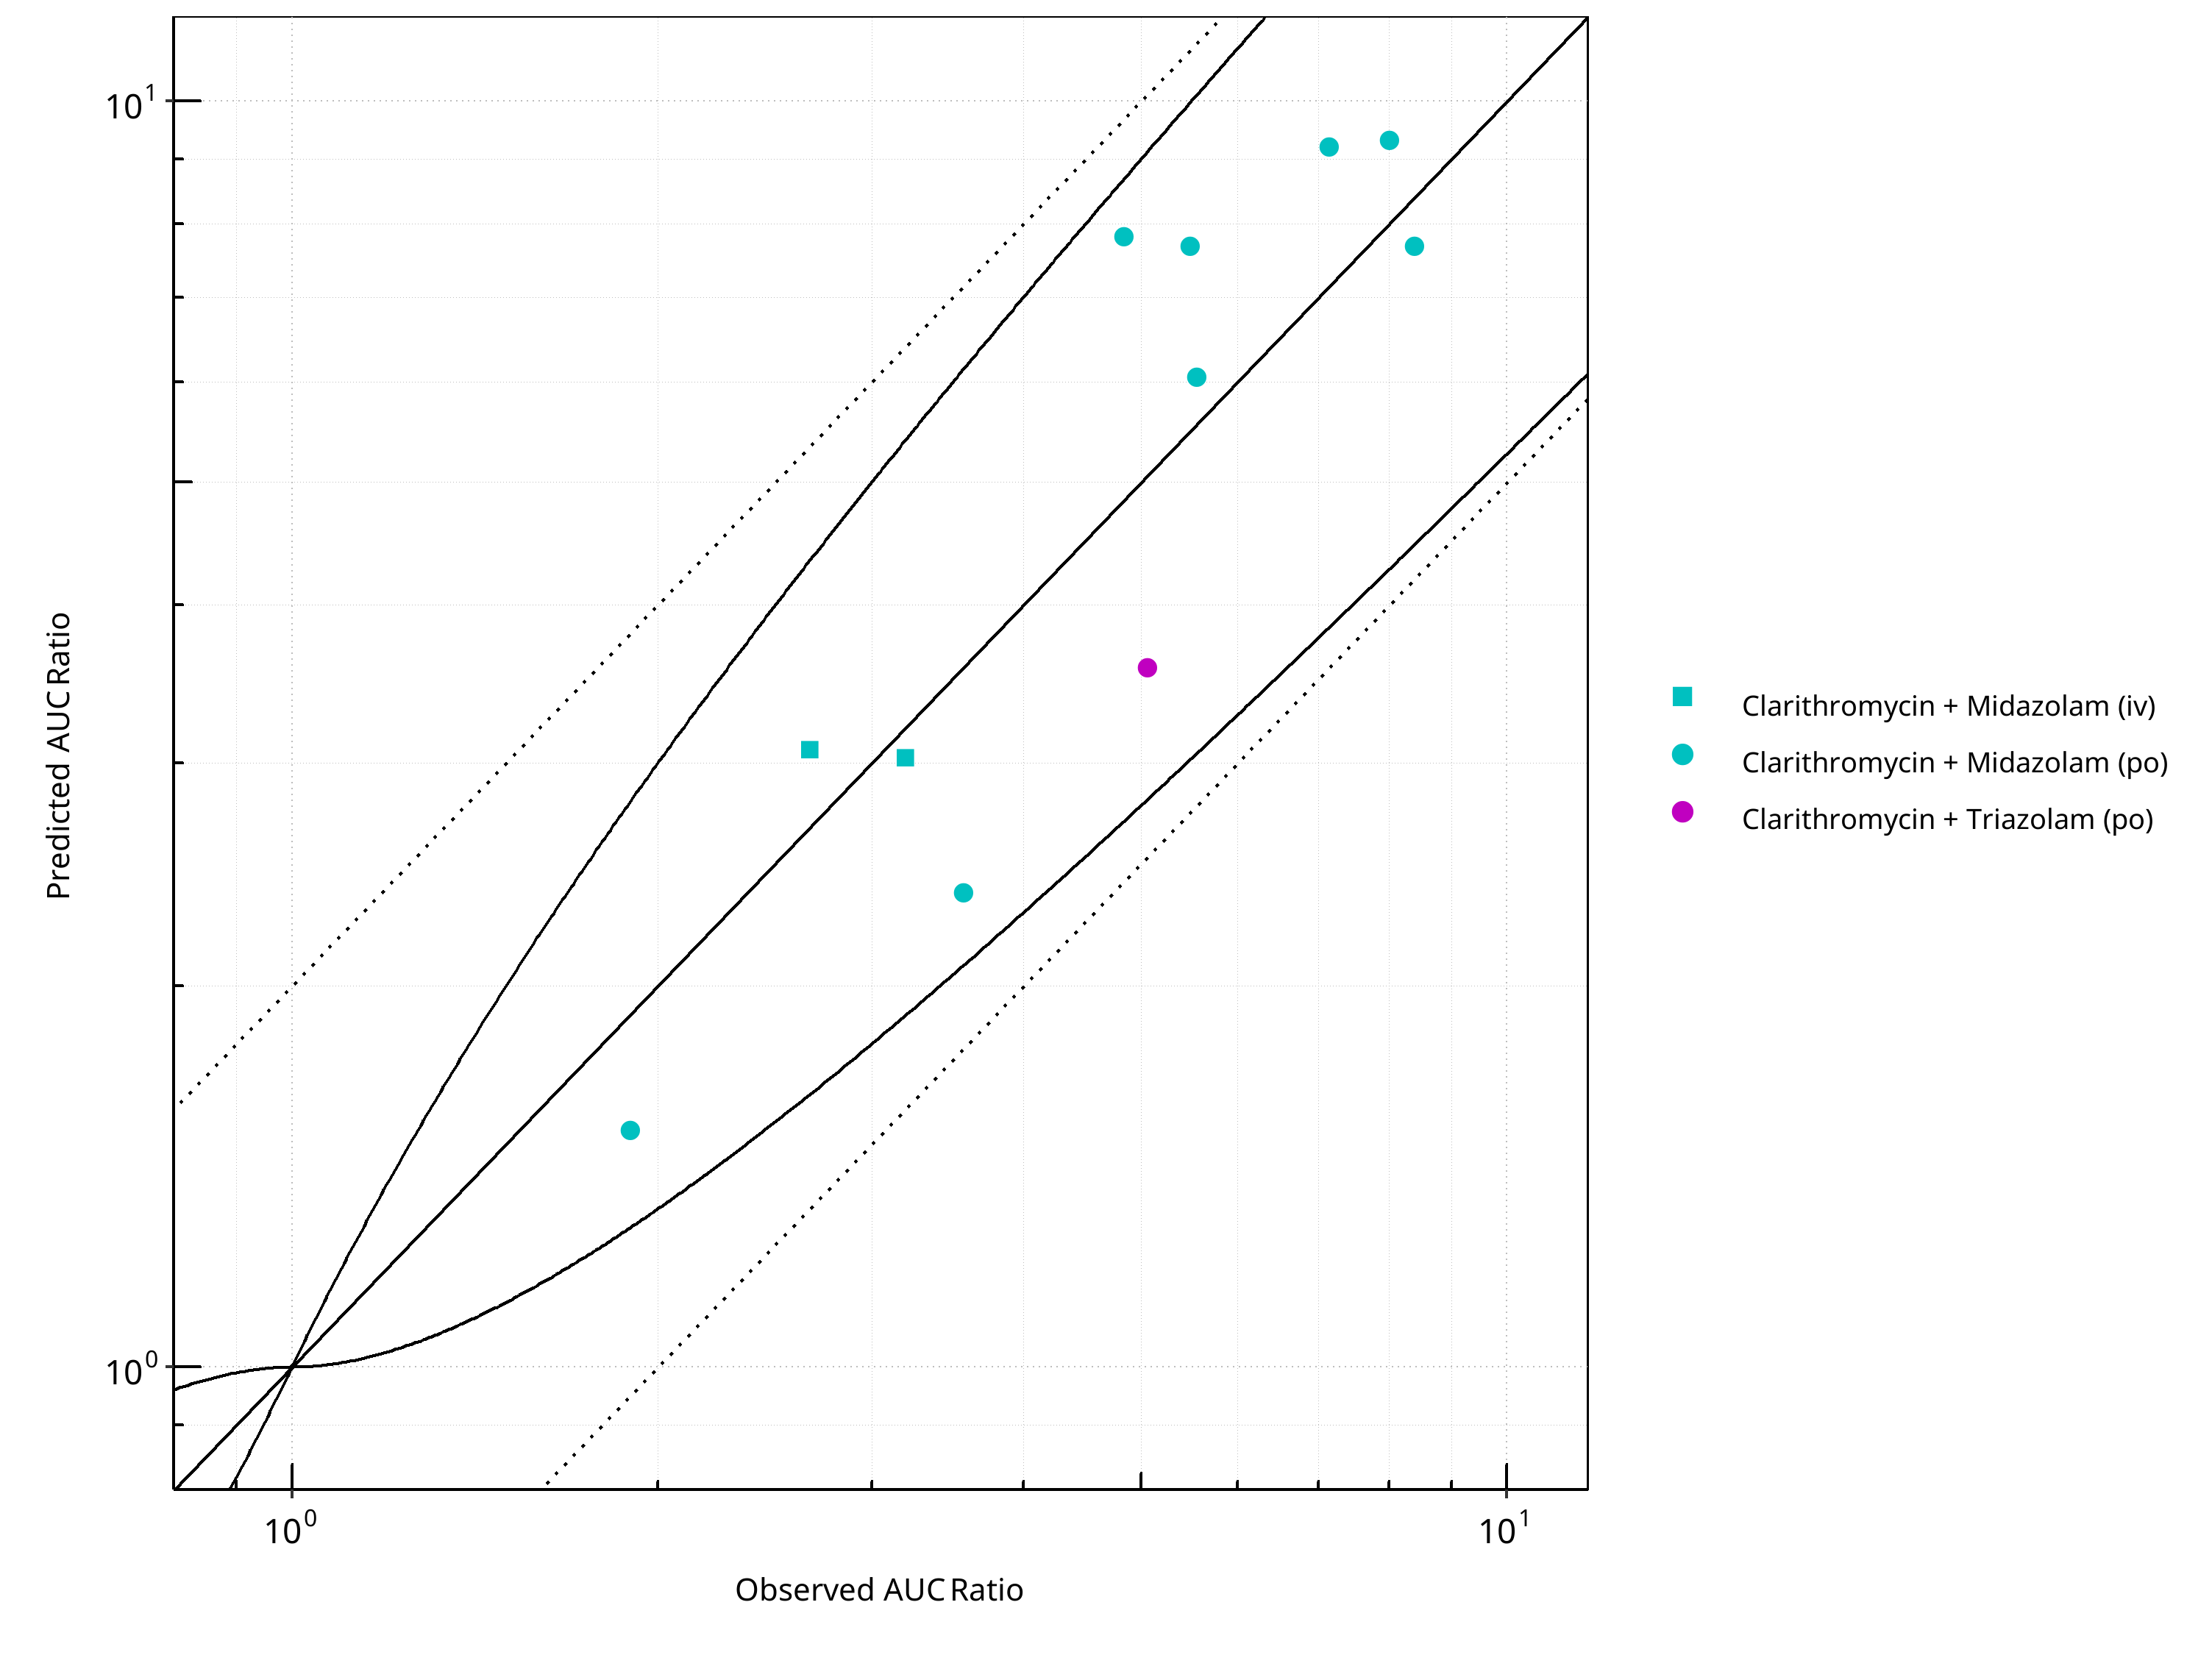 10¹
10⁰
Predicted AUC Ratio
10⁰
10¹
Observed AUC Ratio
Clarithromycin + Midazolam (iv)
Clarithromycin + Midazolam (po)
Clarithromycin + Triazolam (po)